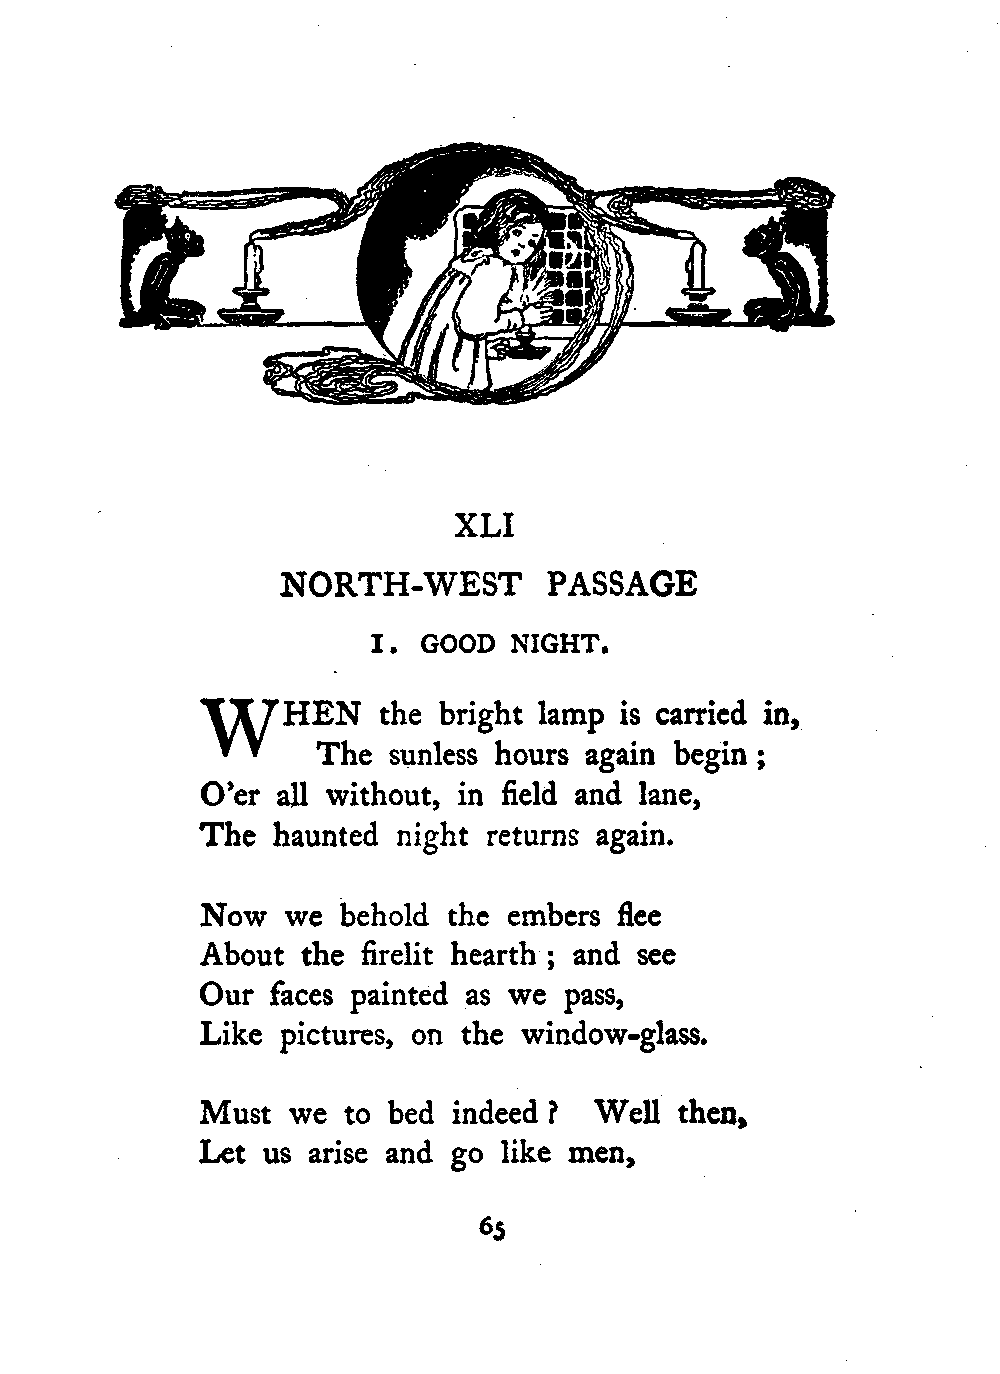 XLI
NORTH-WEST PASSAGE
I. GOOD NIGHT.
WHEN the bright lamp is carried in,
The sunless hours again begin ;
O'er all without, in field and lane,
The haunted night returns again.
Now we behold the embers flee
About the firelit hearth ; and see
Our faces painted as we pass,
Like pictures, on the window-glass.
Must we to bed indeed ? Well then,
Let us arise and go like men,
65